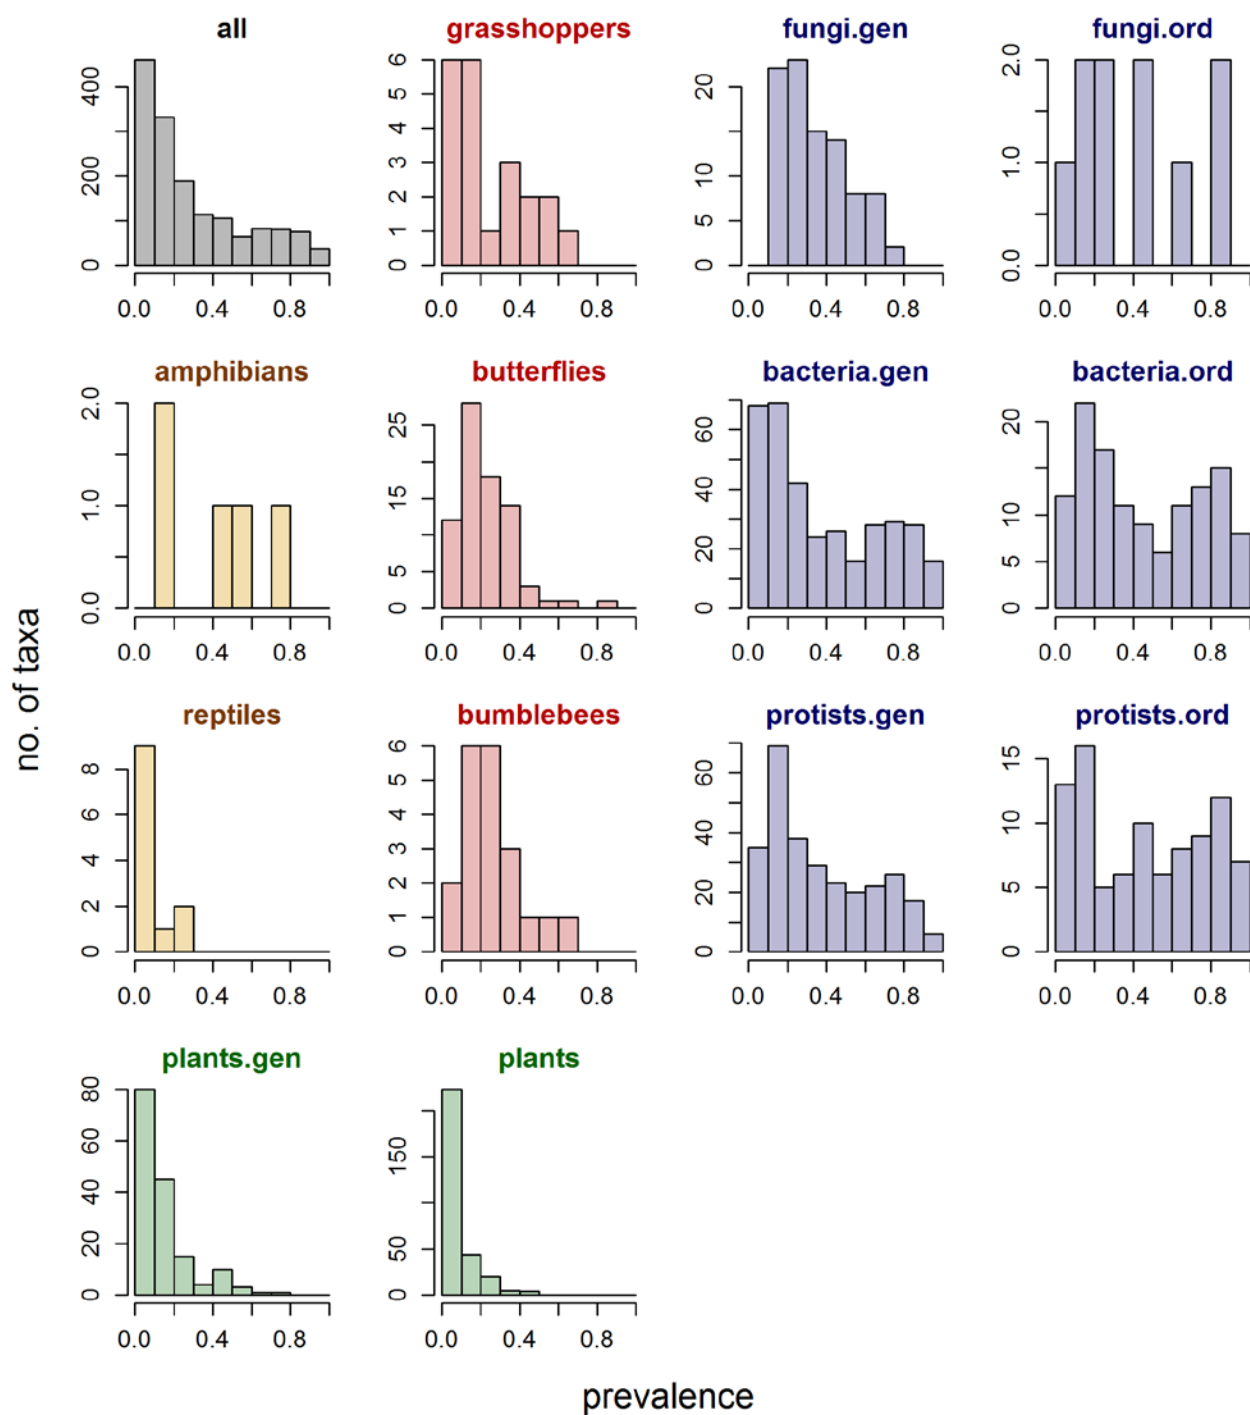 all
grasshoppers
fungi.gen
fungi.ord
0 200 400
0 1 2 3 4 5 6
0 5 10 20
0.0 1.0 2.0
0.0 0.4 0.8
0.0 0.4 0.8
0.0 0.4 0.8
0.0 0.4 0.8
amphibians
butterflies
bacteria.gen
bacteria.ord
0.0 1.0 2.0
0 5 15 25
0 20 40 60
0 5 10 20
0.0 0.4 0.8
0.0 0.4 0.8
0.0 0.4 0.8
0.0 0.4 0.8
no. of taxa
reptiles
bumblebees
protists.gen
protists.ord
0 2 4 6 8
0 1 2 3 4 5 6
0 20 40 60
0 5 10 15
0.0 0.4 0.8
0.0 0.4 0.8
0.0 0.4 0.8
0.0 0.4 0.8
plants.gen
plants
0 20 40 60 80
0 50 150
0.0 0.4 0.8
0.0 0.4 0.8
prevalence